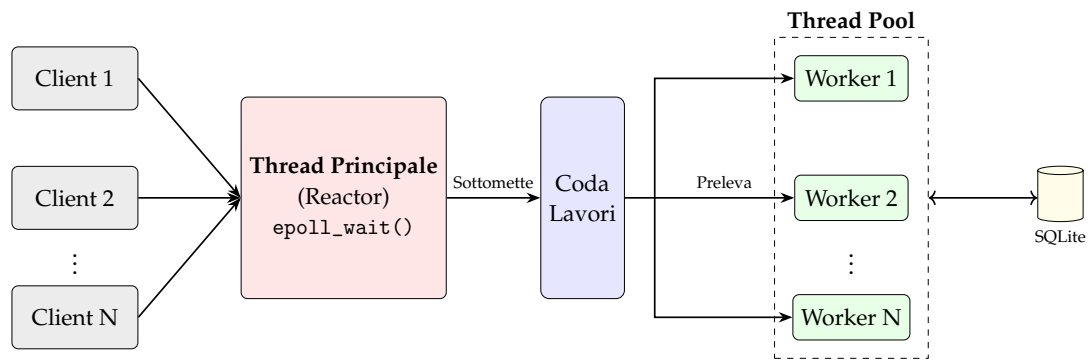 Thread Pool
Client 1
Client 2
⋮
Client N
Thread Principale
(Reactor)
epoll_wait()
Sottomette
Coda
Lavori
Preleva
Worker 1
Worker 2
⋮
Worker N
SQLite